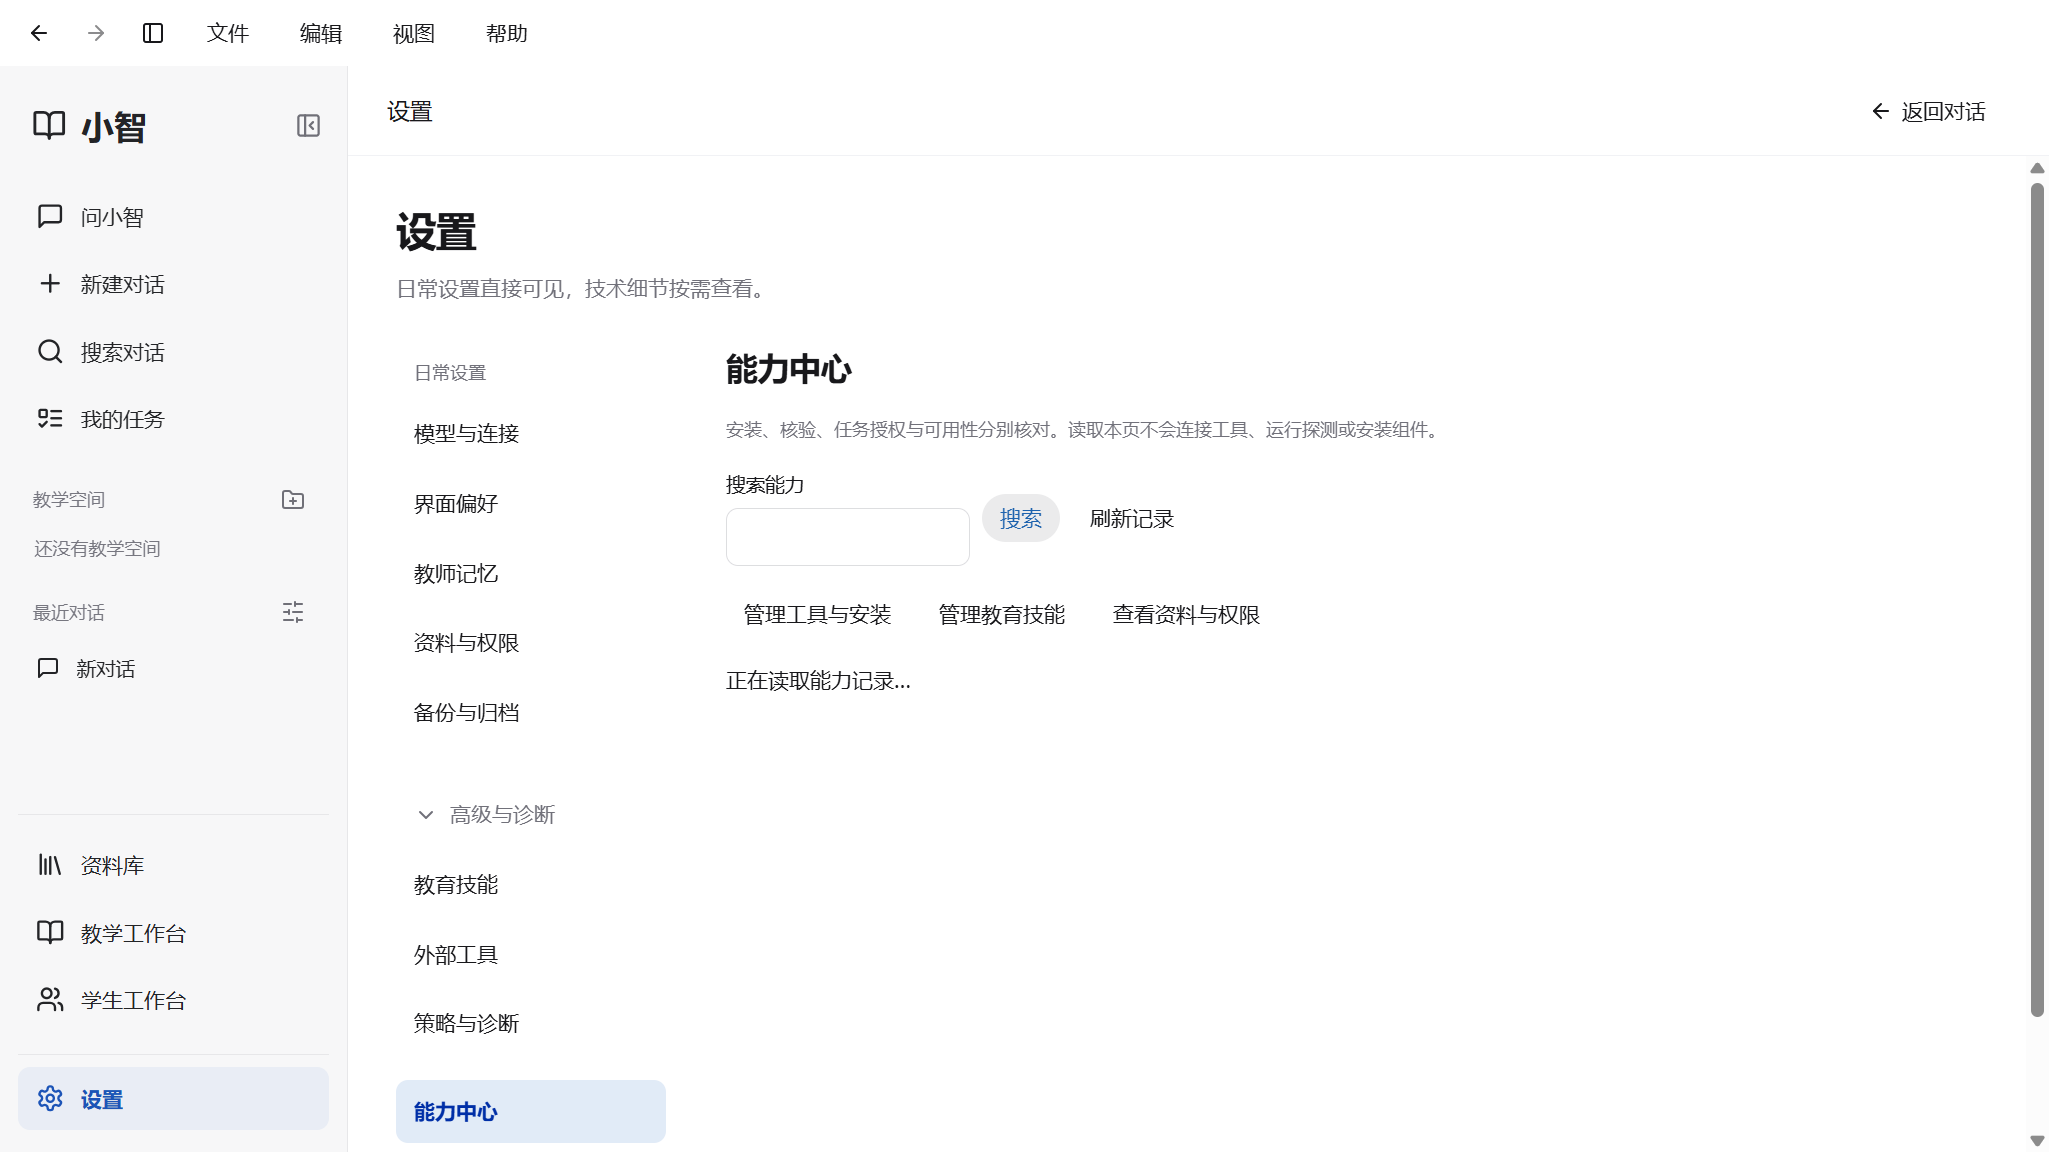 文件 编辑 视图 帮助
小智
问小智
新建对话
搜索对话
我的任务
教学空间
还没有教学空间
最近对话
新对话
资料库
教学工作台
学生工作台
设置
设置
返回对话
设置
日常设置直接可见，技术细节按需查看。
日常设置
模型与连接
界面偏好
教师记忆
资料与权限
备份与归档
高级与诊断
教育技能
外部工具
策略与诊断
能力中心
能力中心
安装、核验、任务授权与可用性分别核对。读取本页不会连接工具、运行探测或安装组件。
搜索能力
搜索 刷新记录
管理工具与安装 管理教育技能 查看资料与权限
正在读取能力记录...